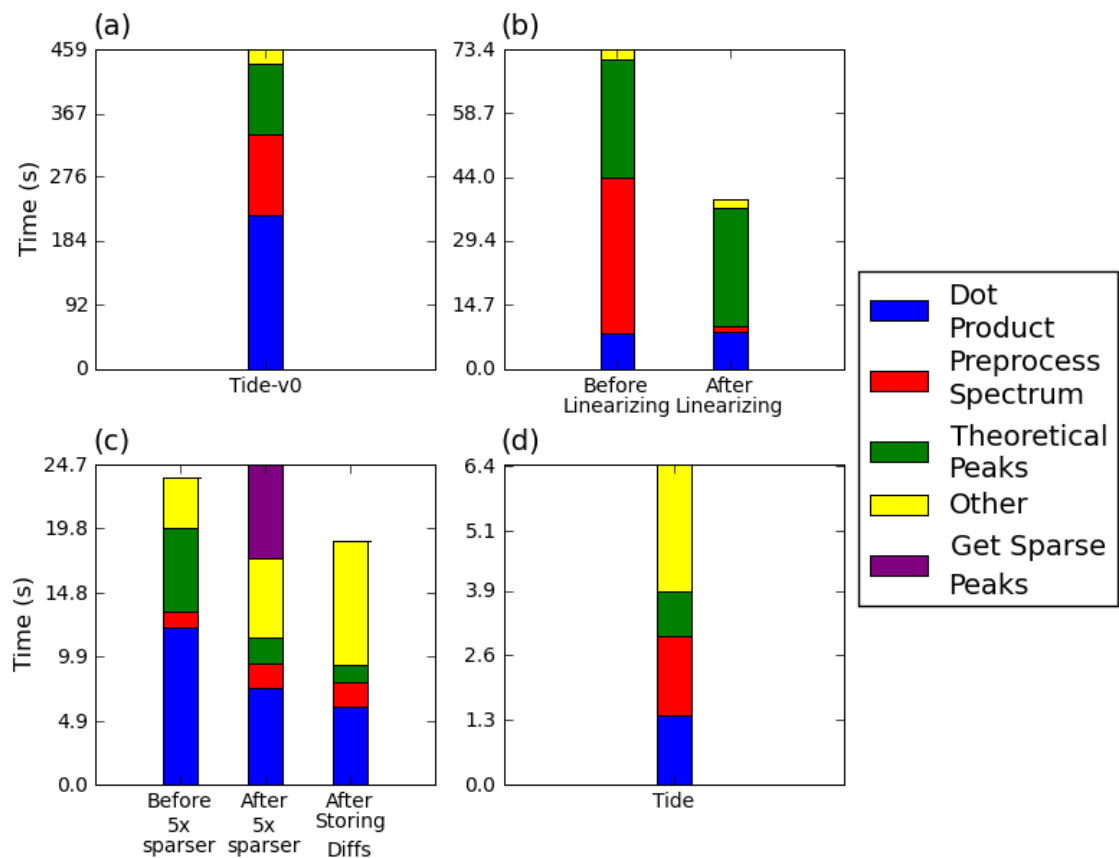 (a)
459
367
276
184
92
0
Time (s)
Tide-v0
(b)
73.4
58.7
44.0
29.4
14.7
0.0
Before
Linearizing
After
Linearizing
(c)
24.7
19.8
14.8
9.9
4.9
0.0
Time (s)
Before
5x
sparser
After
5x
sparser
After
Storing
Diffs
(d)
6.4
5.1
3.9
2.6
1.3
0.0
Tide
Dot
Product
Preprocess
Spectrum
Theoretical
Peaks
Other
Get Sparse
Peaks